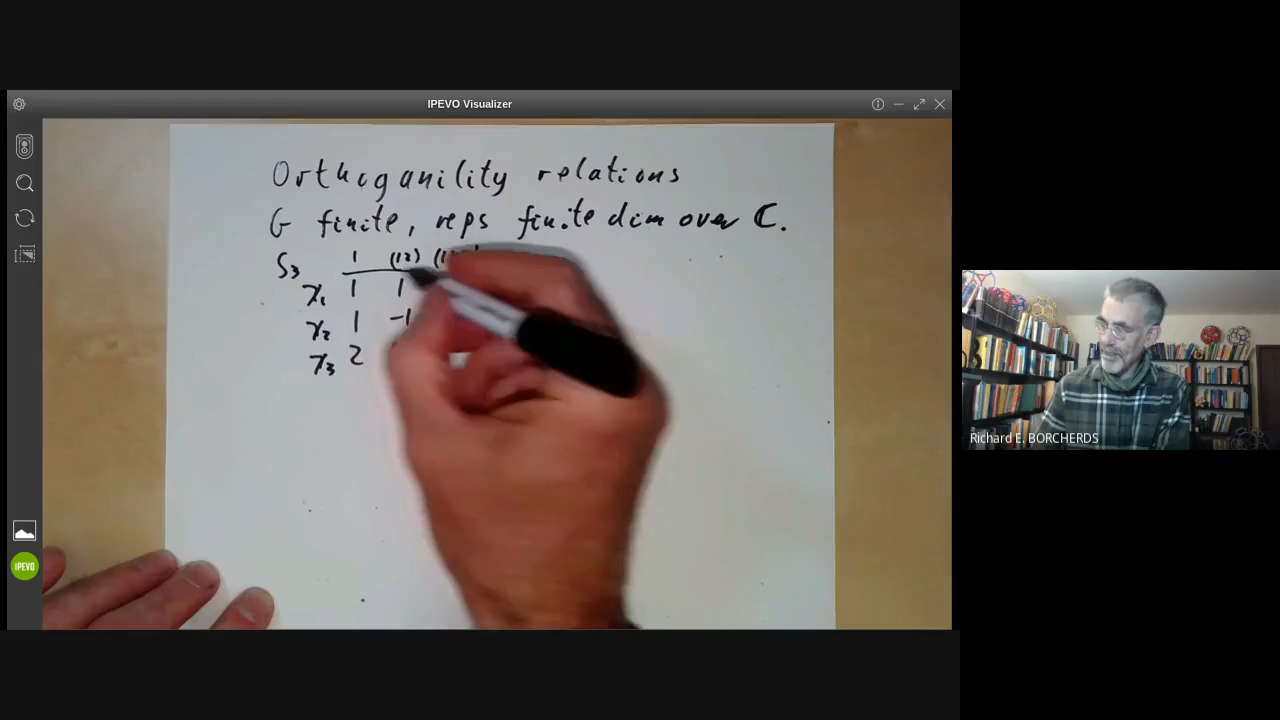 IPEVO Visualizer
Orthoganility relations
G finite, reps finite dim over ℂ.
S₃ 1 (12)
χ₁ 1 1
χ₂ 1 -1
χ₃ 2
Richard E. BORCHERDS
IPEVO